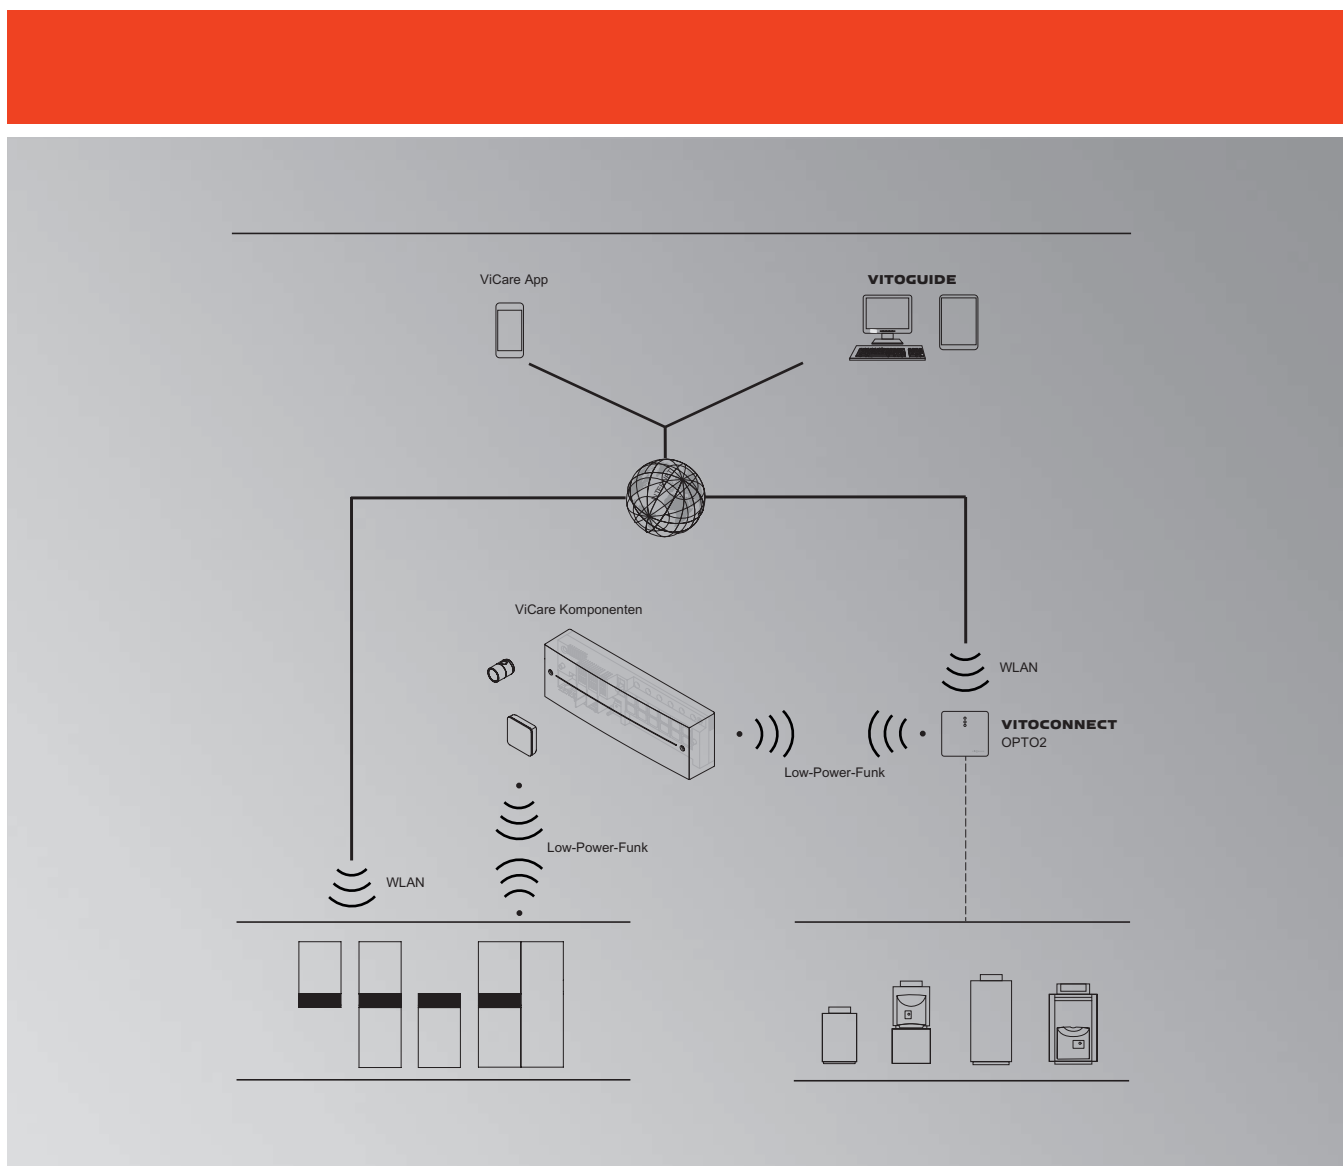 ViCare App
VITOGUIDE
ViCare Komponenten
WLAN
VITOCONNECT
OPTO2
Low-Power-Funk
Low-Power-Funk
WLAN